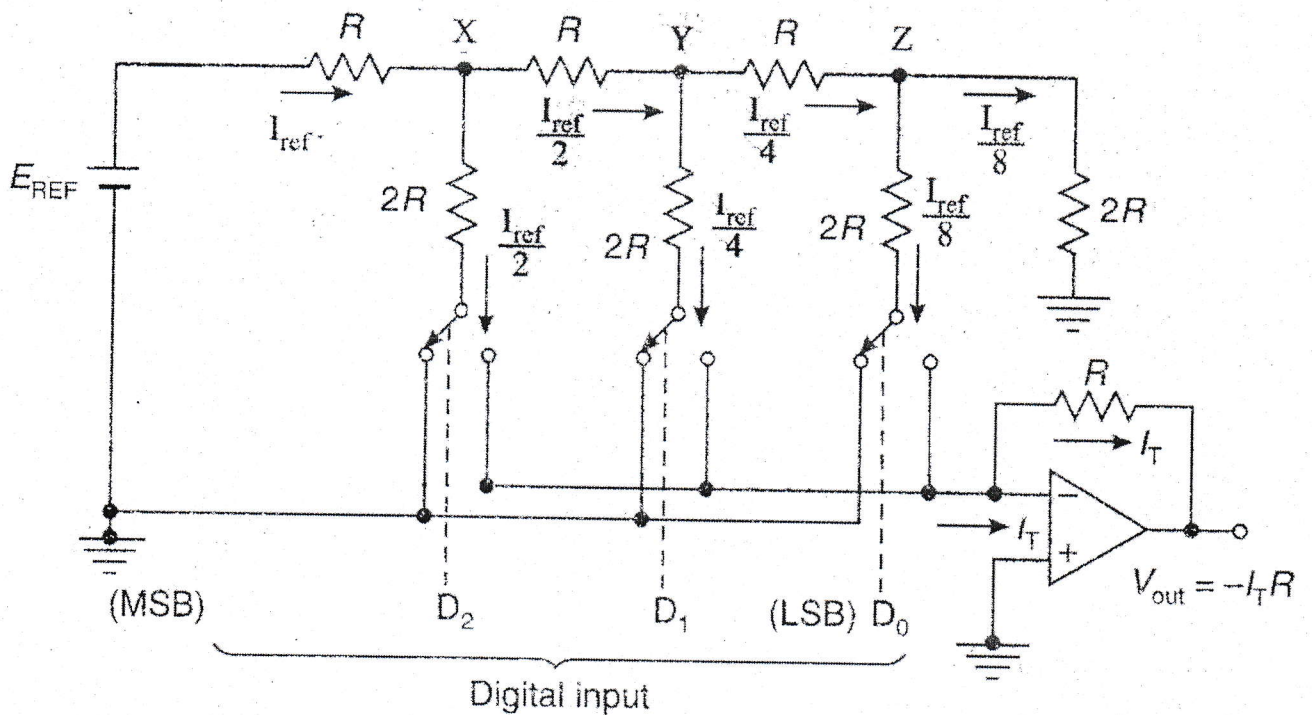 R X R Y R Z
I_ref I_ref/2 I_ref/4 I_ref/8
E_REF
2R I_ref/2 2R I_ref/4 2R I_ref/8 2R
R
I_T
I_T
−
+
V_out = −I_T R
(MSB) D_2 D_1 (LSB) D_0
Digital input